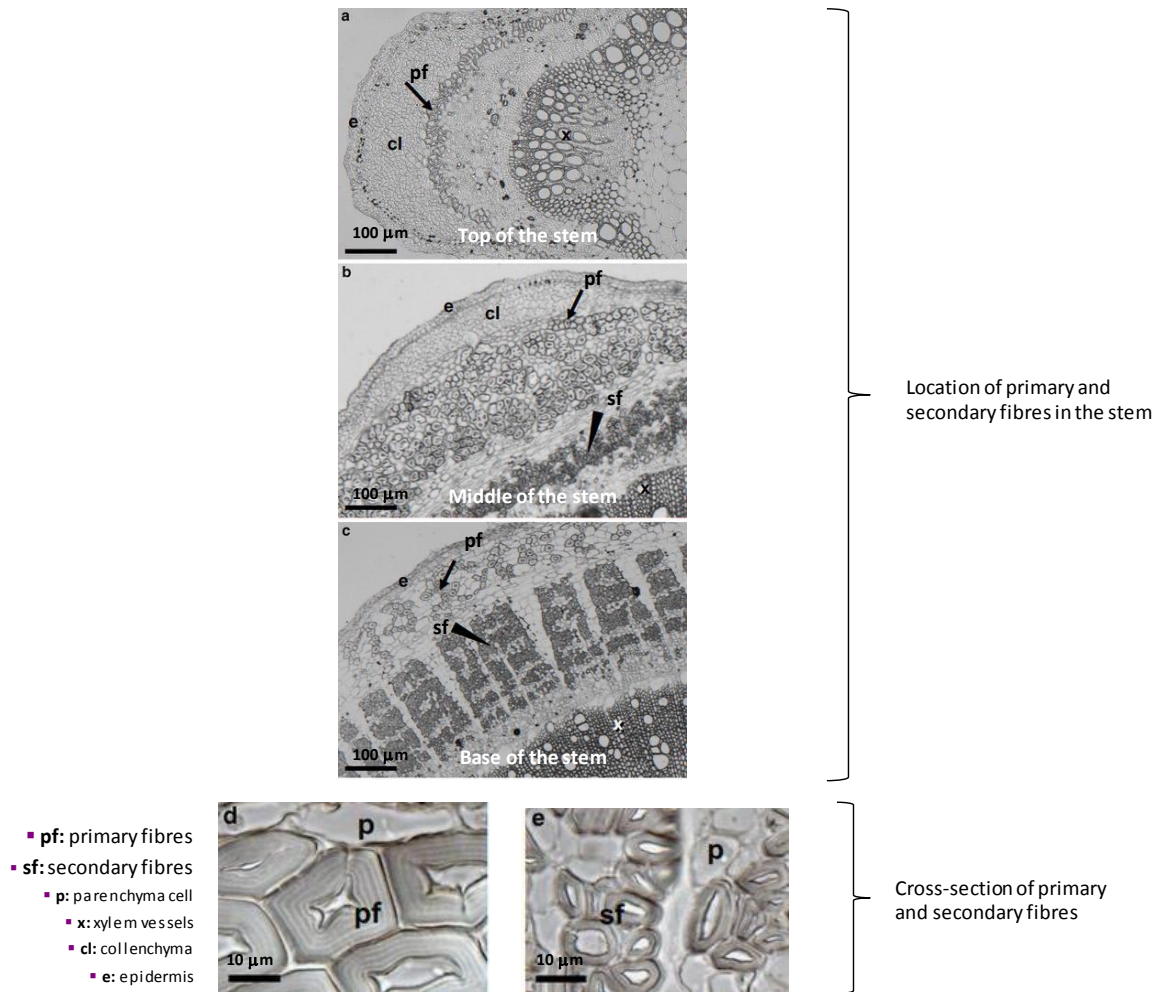 a
pf
e
cl
x
100 µm
Top of the stem
b
pf
e
cl
sf
x
100 µm
Middle of the stem
c
pf
e
sf
x
100 µm
Base of the stem
Location of primary and
secondary fibres in the stem
▪ pf: primary fibres
▪ sf: secondary fibres
▪ p: parenchyma cell
▪ x: xylem vessels
▪ cl: collenchyma
▪ e: epidermis
d
p
pf
10 µm
e
p
sf
10 µm
Cross-section of primary
and secondary fibres